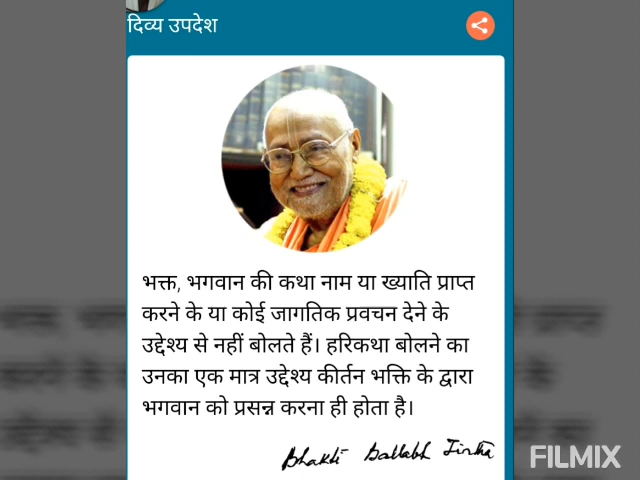 दिव्य उपदेश
भक्त, भगवान की कथा नाम या ख्याति प्राप्त
करने के या कोई जागतिक प्रवचन देने के
उद्देश्य से नहीं बोलते हैं। हरिकथा बोलने का
उनका एक मात्र उद्देश्य कीर्तन भक्ति के द्वारा
भगवान को प्रसन्न करना ही होता है।
Bhakti Ballabh Tirtha
FILMIX